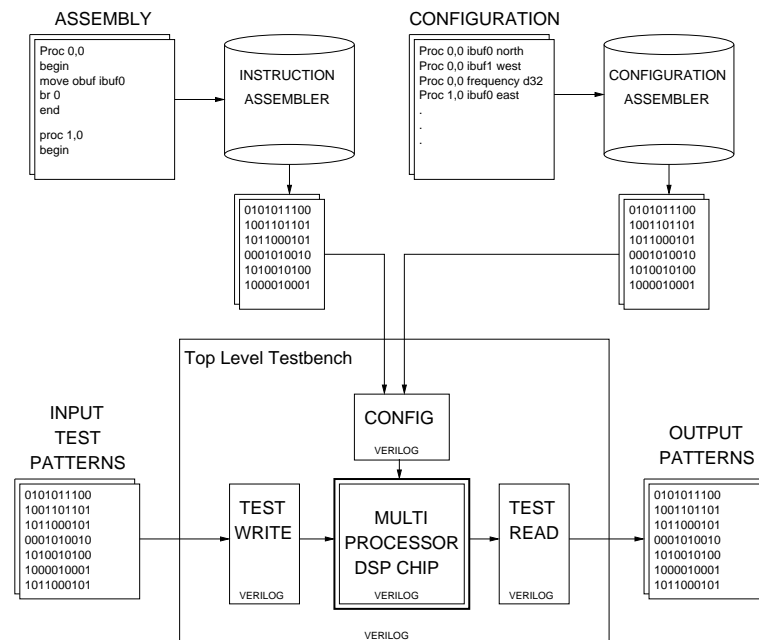 ASSEMBLY
Proc 0,0
begin
move obuf ibuf0
br 0
end
proc 1,0
begin
INSTRUCTION
ASSEMBLER
CONFIGURATION
Proc 0,0 ibuf0 north
Proc 0,0 ibuf1 west
Proc 0,0 frequency d32
Proc 1,0 ibuf0 east
.
.
.
CONFIGURATION
ASSEMBLER
0101011100
1001101101
1011000101
0001010010
1010010100
1000010001
0101011100
1001101101
1011000101
0001010010
1010010100
1000010001
Top Level Testbench
CONFIG
VERILOG
INPUT
TEST
PATTERNS
0101011100
1001101101
1011000101
0001010010
1010010100
1000010001
1011000101
TEST
WRITE
VERILOG
MULTI
PROCESSOR
DSP CHIP
VERILOG
TEST
READ
VERILOG
OUTPUT
PATTERNS
0101011100
1001101101
1011000101
0001010010
1010010100
1000010001
1011000101
VERILOG